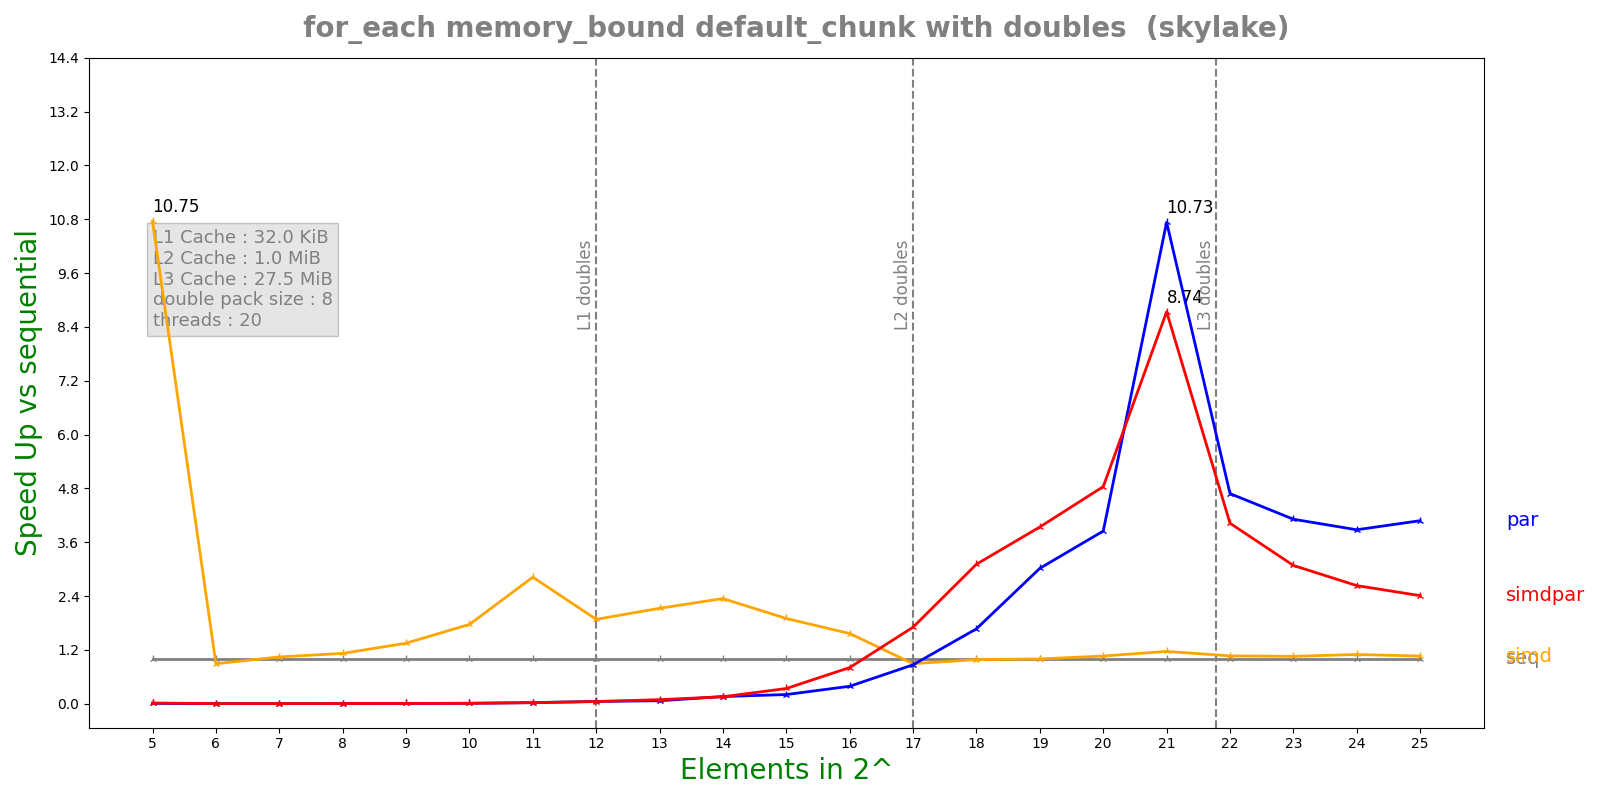 for_each memory_bound default_chunk with doubles (skylake)
Speed Up vs sequential
14.4
13.2
12.0
10.8
9.6
8.4
7.2
6.0
4.8
3.6
2.4
1.2
0.0
10.75
L1 Cache : 32.0 KiB
L2 Cache : 1.0 MiB
L3 Cache : 27.5 MiB
double pack size : 8
threads : 20
L1 doubles
L2 doubles
L3 doubles
10.73
8.74
par
simdpar
simd
seq
5 6 7 8 9 10 11 12 13 14 15 16 17 18 19 20 21 22 23 24 25
Elements in 2^